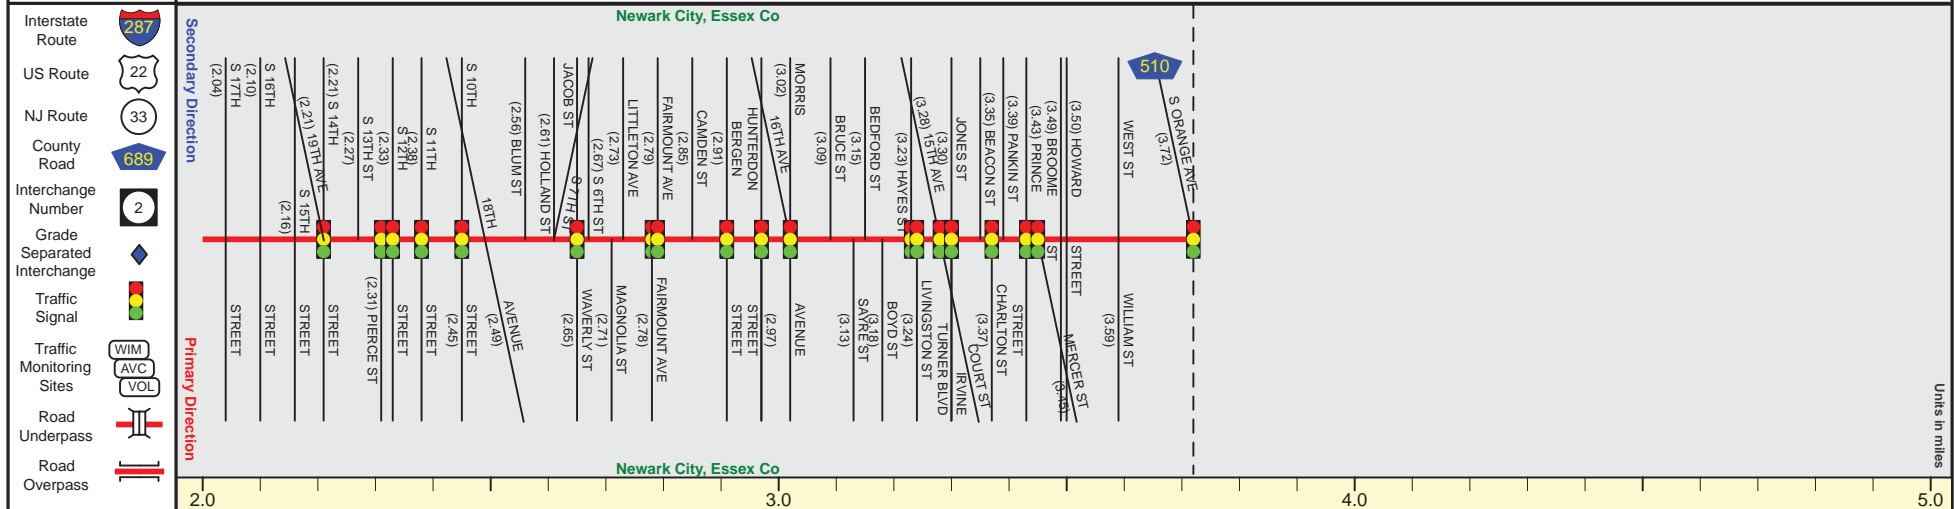 Interstate
Route
287
US Route
22
NJ Route
33
County
Road
689
Interchange
Number
2
Grade
Separated
Interchange
Traffic
Signal
Traffic
Monitoring
Sites
WIM
AVC
VOL
Road
Underpass
Road
Overpass
Secondary Direction
Primary Direction
Newark City, Essex Co
(2.04)
S 17TH
(2.10)
S 16TH
(2.16)
S 15TH
(2.21) 19TH AVE
(2.21) S 14TH
(2.27)
S 13TH ST
(2.33)
S 12TH
(2.38)
S 11TH
S 10TH
18TH
(2.56) BLUM ST
(2.61) HOLLAND ST
JACOB ST
S 7TH ST
(2.67) S 6TH ST
(2.73)
LITTLETON AVE
(2.79)
FAIRMOUNT AVE
(2.85)
CAMDEN ST
(2.91)
BERGEN
HUNTERDON
16TH AVE
(3.02)
MORRIS
(3.09)
BRUCE ST
(3.15)
BEDFORD ST
(3.23) HAYES ST
(3.28) 15TH AVE
(3.30)
JONES ST
(3.35) BEACON ST
(3.39) PANKIN ST
(3.43) PRINCE
(3.49) BROOME
(3.50) HOWARD
WEST ST
510
S ORANGE AVE
(3.72)
STREET
STREET
STREET
STREET
(2.31) PIERCE ST
STREET
STREET
(2.45)
STREET
(2.49)
AVENUE
(2.65)
WAVERLY ST
(2.71)
MAGNOLIA ST
(2.78)
FAIRMOUNT AVE
STREET
STREET
(2.97)
AVENUE
(3.13)
SAYRE ST
(3.18)
BOYD ST
(3.24)
LIVINGSTON ST
TURNER BLVD
IRVINE
COURT ST
(3.37)
CHARLTON ST
STREET
ST
STREET
MERCER ST
(3.45)
(3.59)
WILLIAM ST
Newark City, Essex Co
Units in miles
2.0
3.0
4.0
5.0